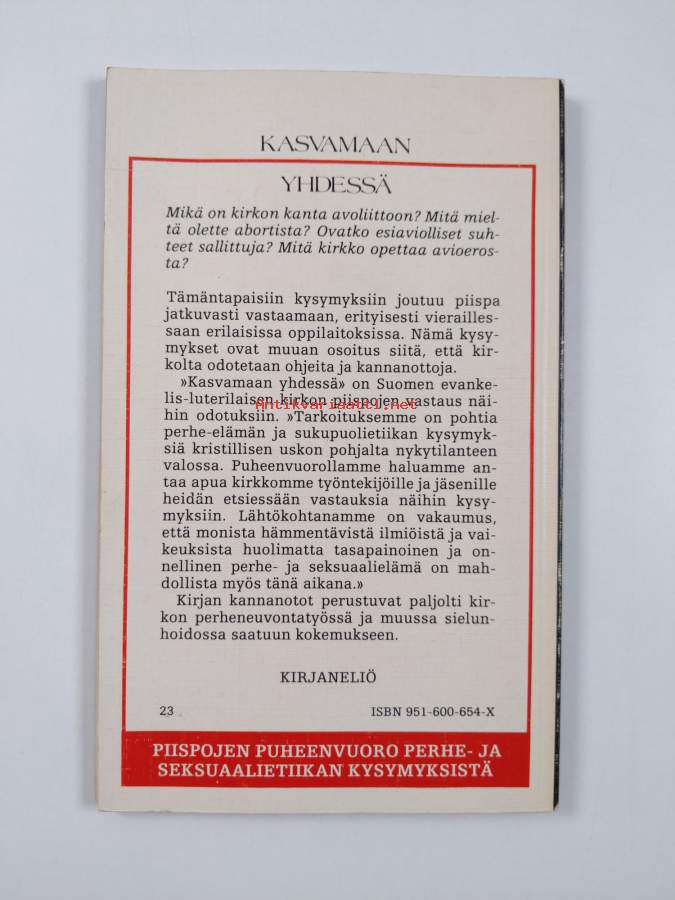 KASVAMAAN
YHDESSÄ
Mikä on kirkon kanta avoliittoon? Mitä miel-
tä olette abortista? Ovatko esiaviolliset suh-
teet sallittuja? Mitä kirkko opettaa avioeros-
ta?
Tämäntapaisiin kysymyksiin joutuu piispa
jatkuvasti vastaamaan, erityisesti vierailles-
saan erilaisissa oppilaitoksissa. Nämä kysy-
mykset ovat muuan osoitus siitä, että kir-
kolta odotetaan ohjeita ja kannanottoja.
»Kasvamaan yhdessä» on Suomen evanke-
lis-luterilaisen kirkon piispojen vastaus näi-
Antikvariaatti.net
hin odotuksiin. »Tarkoituksemme on pohtia
perhe-elämän ja sukupuolietiikan kysymyk-
siä kristillisen uskon pohjalta nykytilanteen
valossa. Puheenvuorollamme haluamme an-
taa apua kirkkomme työntekijöille ja jäsenille
heidän etsiessään vastauksia näihin kysy-
myksiin. Lähtökohtanamme on vakaumus,
että monista hämmentävistä ilmiöistä ja vai-
keuksista huolimatta tasapainoinen ja on-
nellinen perhe- ja seksuaalielämä on mah-
dollista myös tänä aikana.»
Kirjan kannanotot perustuvat paljolti kir-
kon perheneuvontatyössä ja muussa sielun-
hoidossa saatuun kokemukseen.
KIRJANELIÖ
23 ISBN 951-600-654-X
PIISPOJEN PUHEENVUORO PERHE- JA
SEKSUAALIETIIKAN KYSYMYKSISTÄ